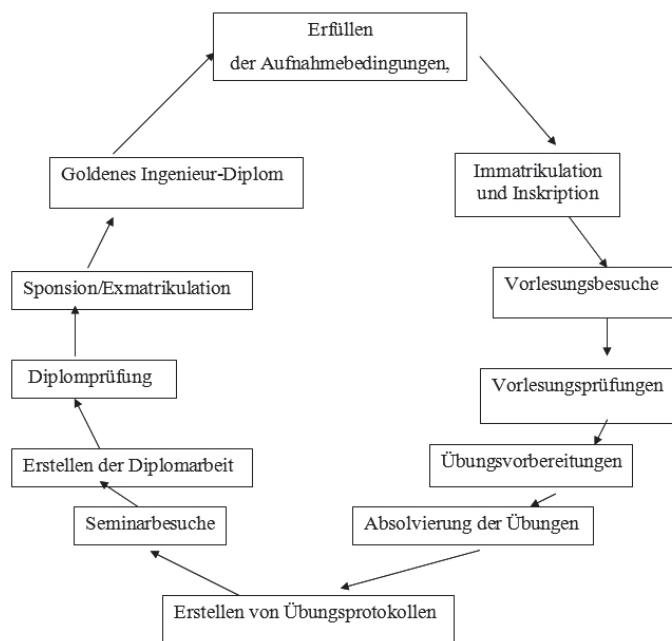 Erfüllen
der Aufnahmebedingungen,
Immatrikulation
und Inskription
Vorlesungsbesuche
Vorlesungsprüfungen
Übungsvorbereitungen
Absolvierung der Übungen
Erstellen von Übungsprotokollen
Seminarbesuche
Erstellen der Diplomarbeit
Diplomprüfung
Sponsion/Exmatrikulation
Goldenes Ingenieur-Diplom